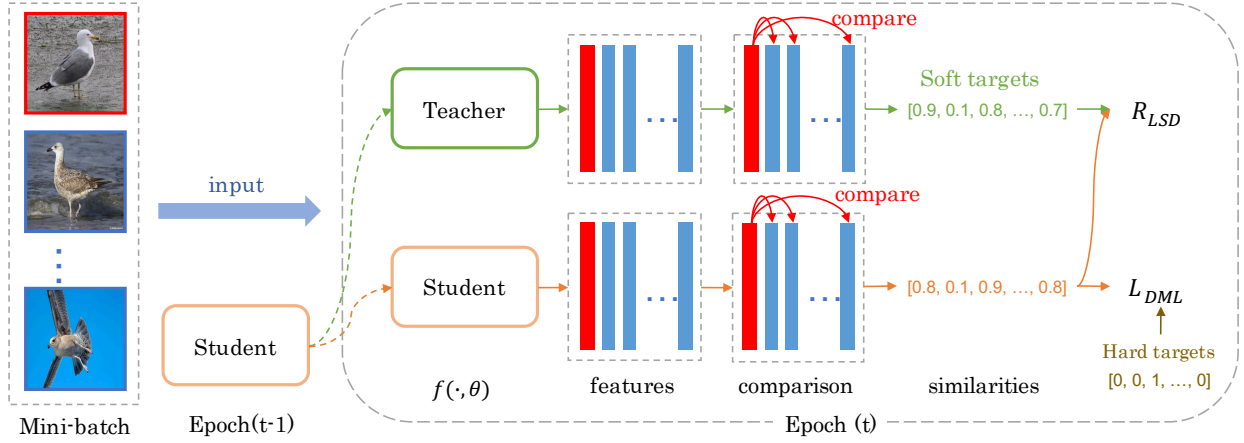 compare
Teacher
...
Soft targets
[0.9, 0.1, 0.8, ..., 0.7]
R_LSD
input
compare
Student
...
[0.8, 0.1, 0.9, ..., 0.8]
L_DML
Student
Hard targets
[0, 0, 1, ..., 0]
f(·,θ)
features
comparison
similarities
Mini-batch
Epoch(t-1)
Epoch (t)